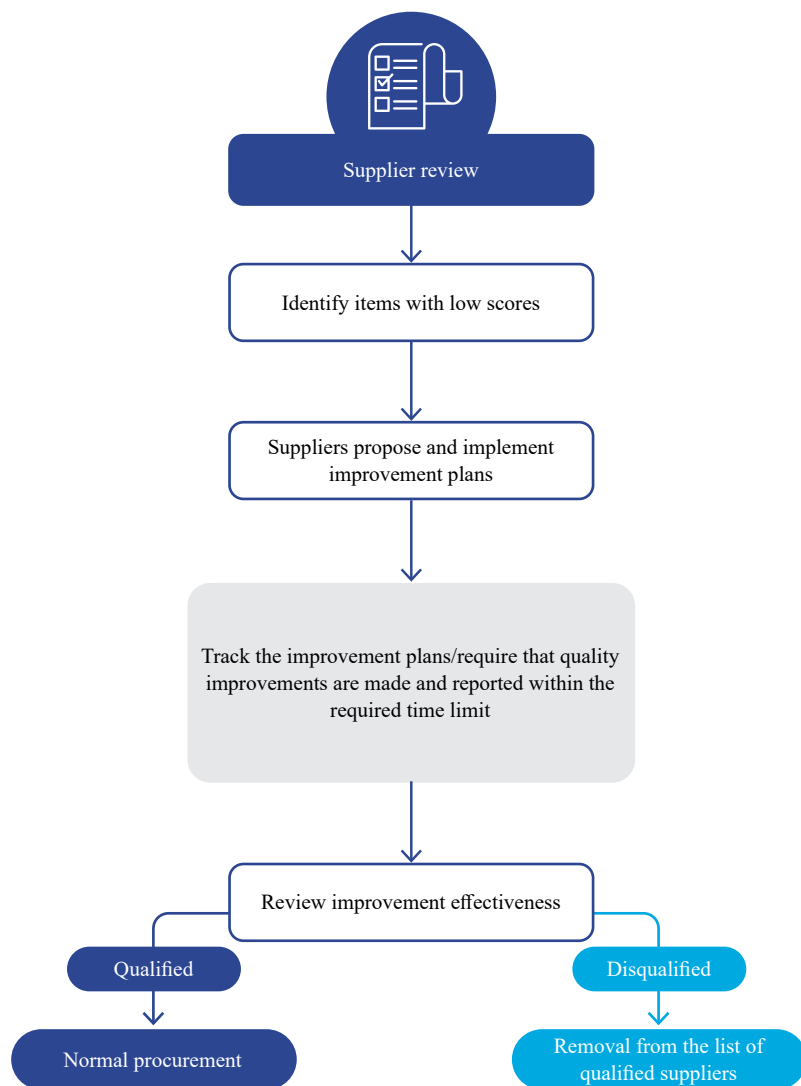 Supplier review
Identify items with low scores
Suppliers propose and implement
improvement plans
Track the improvement plans/require that quality
improvements are made and reported within the
required time limit
Review improvement effectiveness
Qualified
Disqualified
Normal procurement
Removal from the list of
qualified suppliers